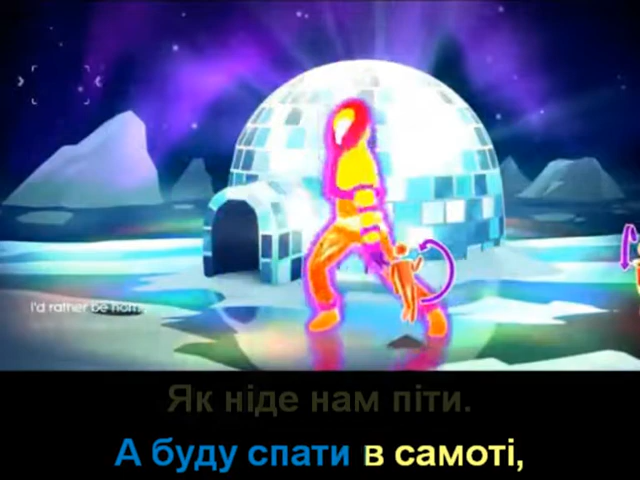 I'd rather be home
Як ніде нам піти.
А буду спати в самоті,